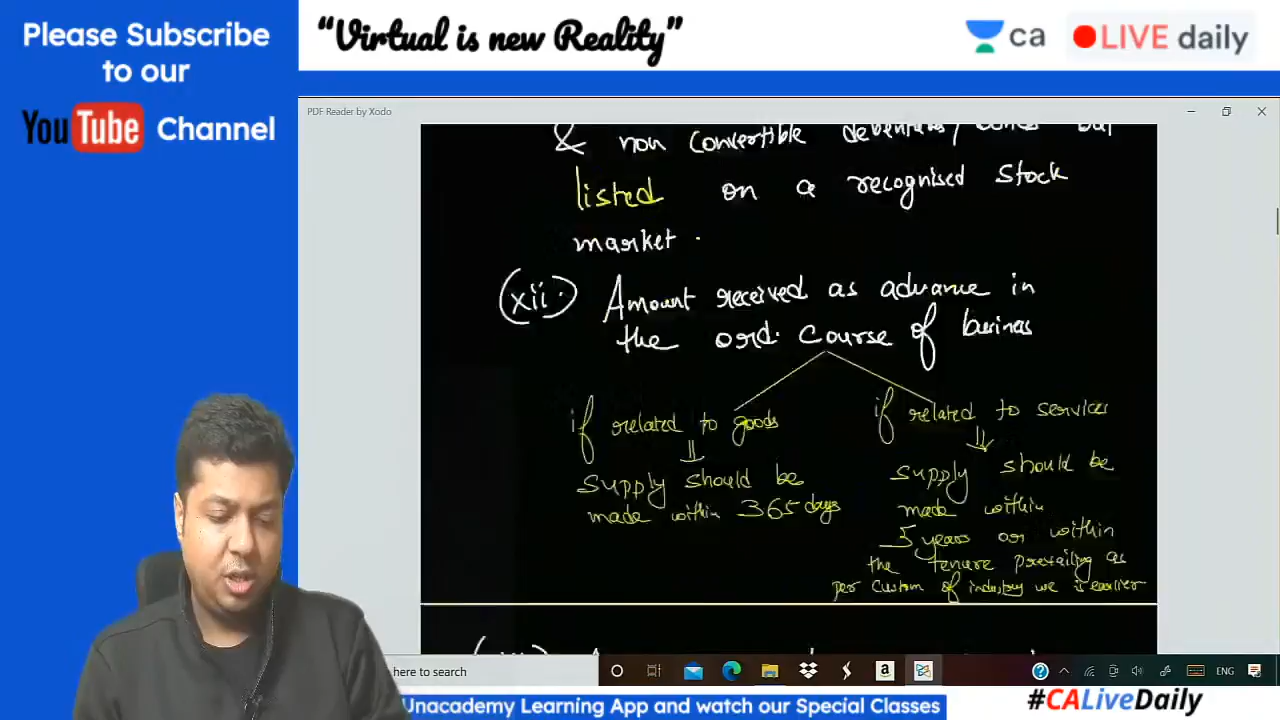 Please Subscribe
to our
YouTube Channel
“Virtual is new Reality”
ca
LIVE daily
PDF Reader by Xodo
& non convertible debentures/bonds but
listed on a recognised stock
market.
(xii) Amount received as advance in
the ord. course of business
if related to goods
supply should be
made within 365 days
if related to services
supply should be
made within
5 years or within
the tenure prevailing as
per custom of industry w e is earlier
here to search
ENG
Unacademy Learning App and watch our Special Classes
#CALiveDaily